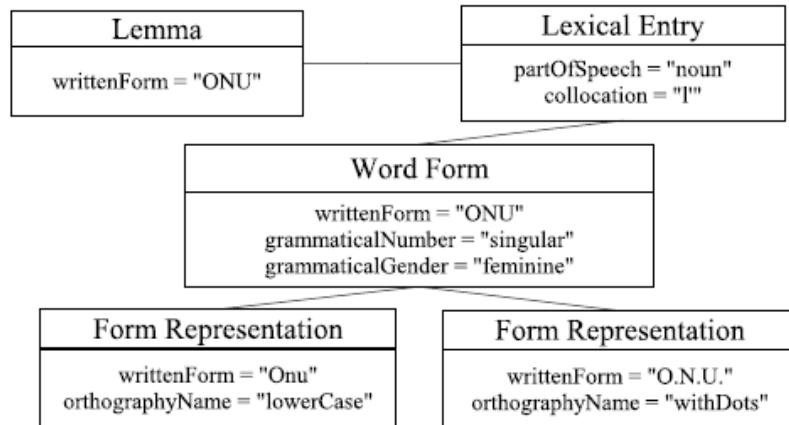 Lemma
writtenForm = "ONU"
Lexical Entry
partOfSpeech = "noun"
collocation = "l'"
Word Form
writtenForm = "ONU"
grammaticalNumber = "singular"
grammaticalGender = "feminine"
Form Representation
writtenForm = "Onu"
orthographyName = "lowerCase"
Form Representation
writtenForm = "O.N.U."
orthographyName = "withDots"